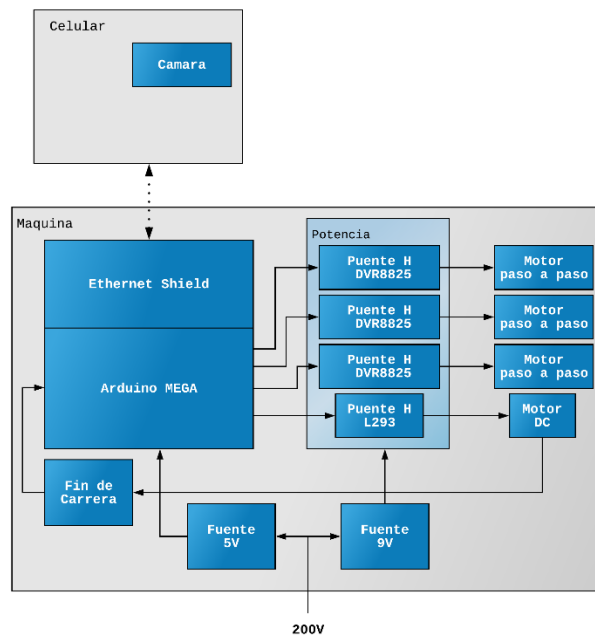 Celular
Camara
Maquina
Potencia
Ethernet Shield
Arduino MEGA
Puente H
DVR8825
Motor
paso a paso
Puente H
DVR8825
Motor
paso a paso
Puente H
DVR8825
Motor
paso a paso
Puente H
L293
Motor
DC
Fin de
Carrera
Fuente
5V
Fuente
9V
200V